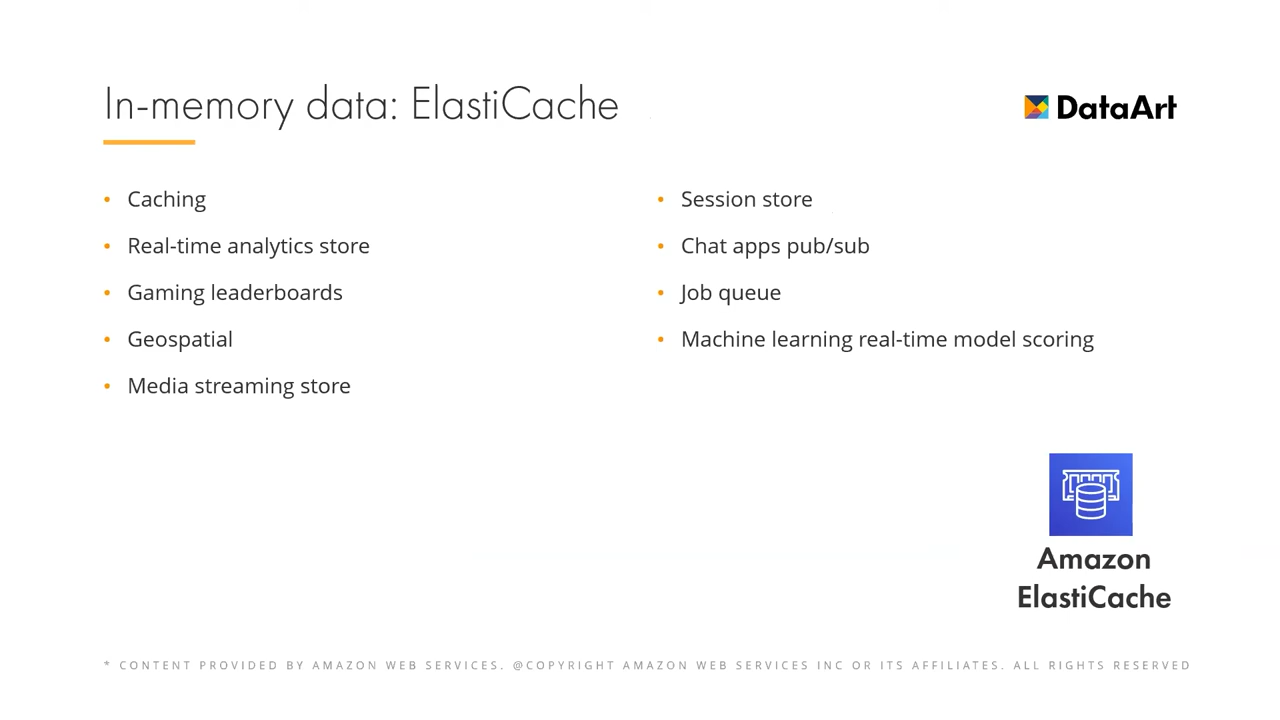 In-memory data: ElastiCache
DataArt
• Caching
• Real-time analytics store
• Gaming leaderboards
• Geospatial
• Media streaming store
• Session store
• Chat apps pub/sub
• Job queue
• Machine learning real-time model scoring
Amazon
ElastiCache
* CONTENT PROVIDED BY AMAZON WEB SERVICES. @COPYRIGHT AMAZON WEB SERVICES INC OR ITS AFFILIATES. ALL RIGHTS RESERVED